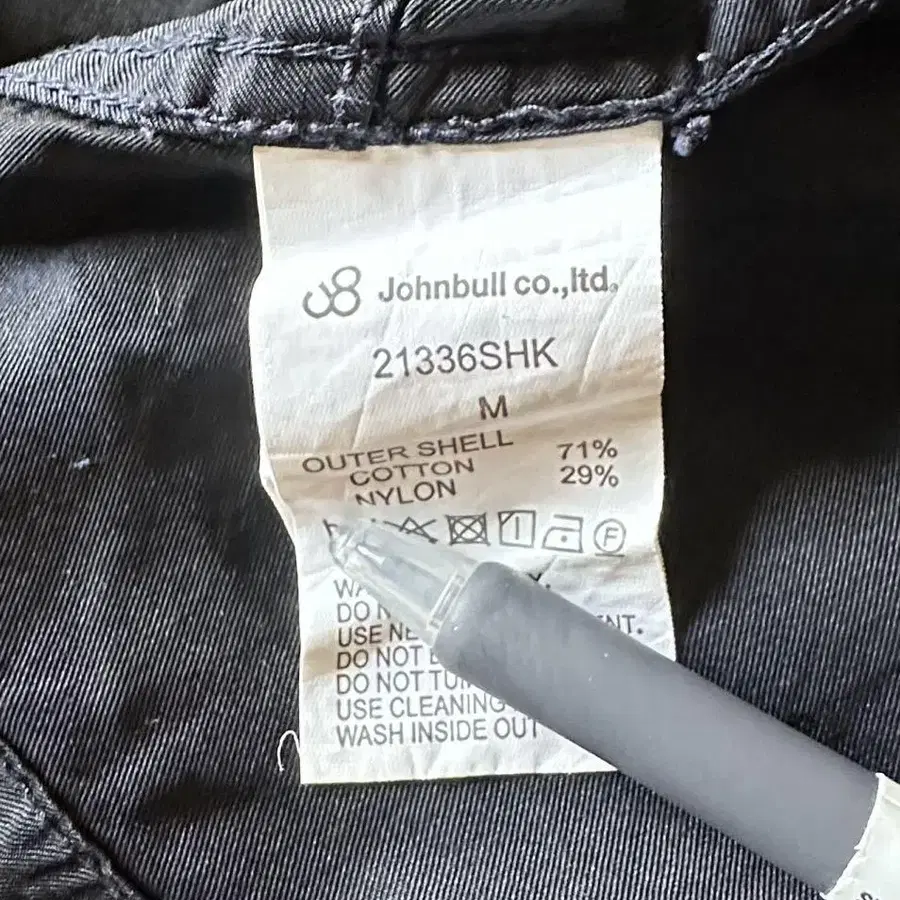 Johnbull co.,ltd.
21336SHK
M
OUTER SHELL
COTTON 71%
NYLON 29%
F
DO
USE
DO NOT
DO NOT
USE CLEANING
WASH INSIDE OUT